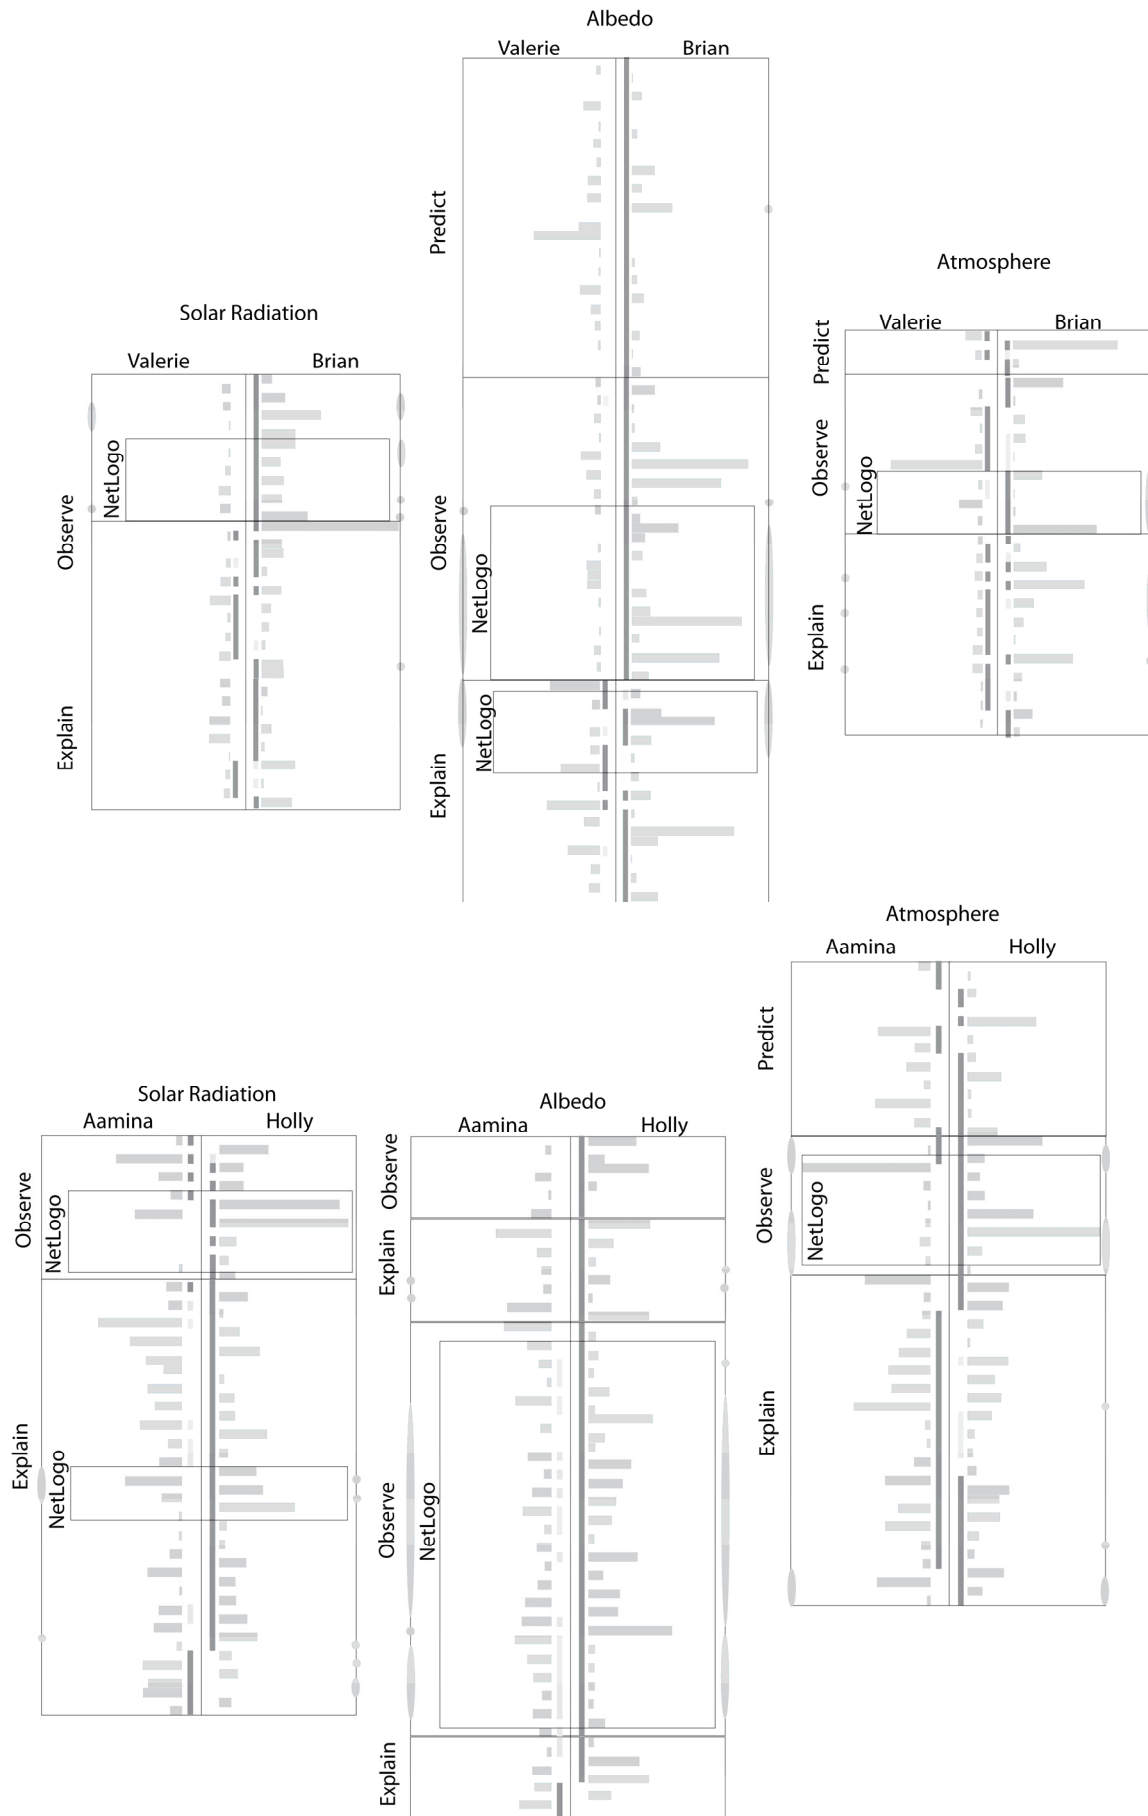 Albedo
Valerie Brian
Predict
Observe
NetLogo
NetLogo
Explain
Solar Radiation
Valerie Brian
NetLogo
Observe
Explain
Atmosphere
Valerie Brian
Predict
Observe
NetLogo
Explain
Atmosphere
Aamina Holly
Predict
Observe
NetLogo
Explain
Solar Radiation
Aamina Holly
Observe
NetLogo
Explain
NetLogo
Albedo
Aamina Holly
Observe
Explain
Observe
NetLogo
Explain